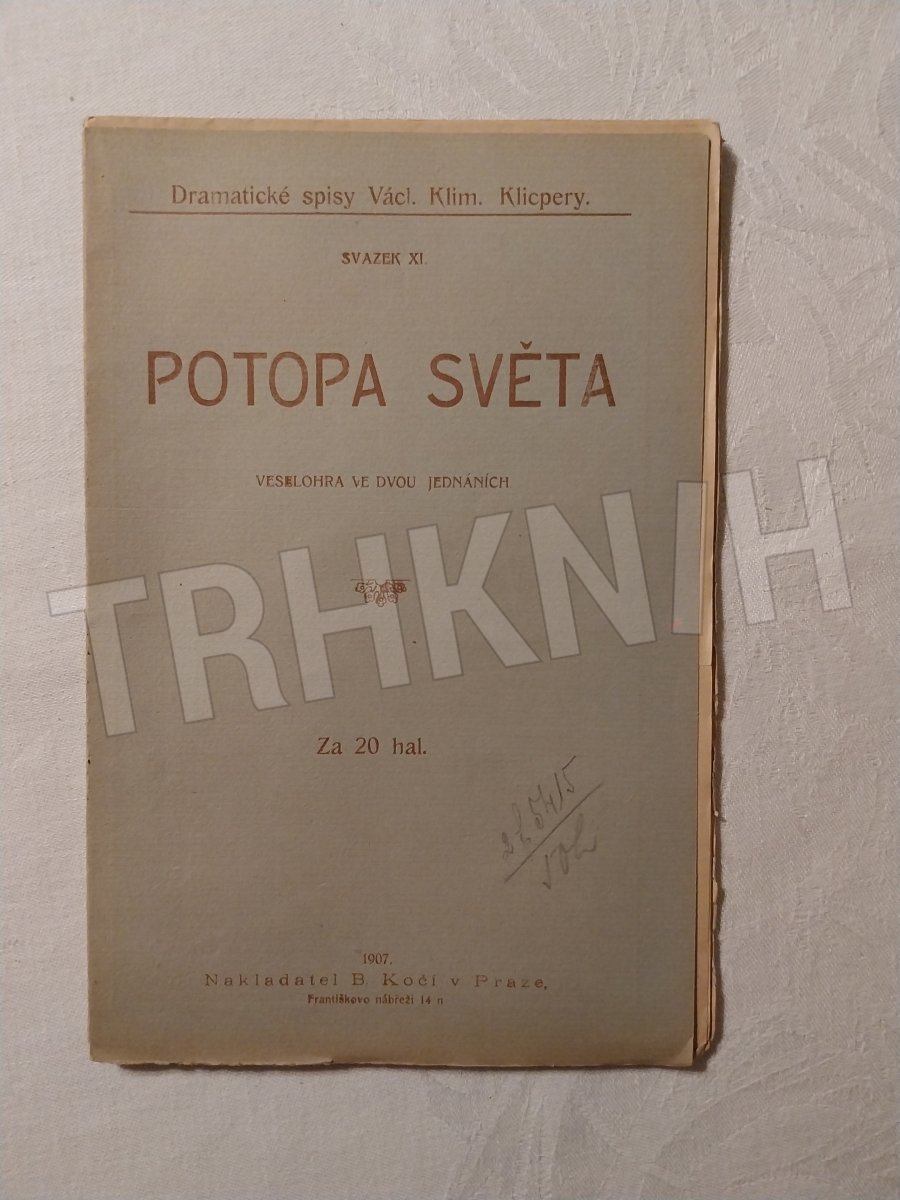 Dramatické spisy Václ. Klim. Klicpery.
SVAZEK XI.
POTOPA SVĚTA
VESELOHRA VE DVOU JEDNÁNÍCH
TRHKNIH
Za 20 hal.
1907.
Nakladatel B. Kočí v Praze,
Františkovo nábřeží 14 n